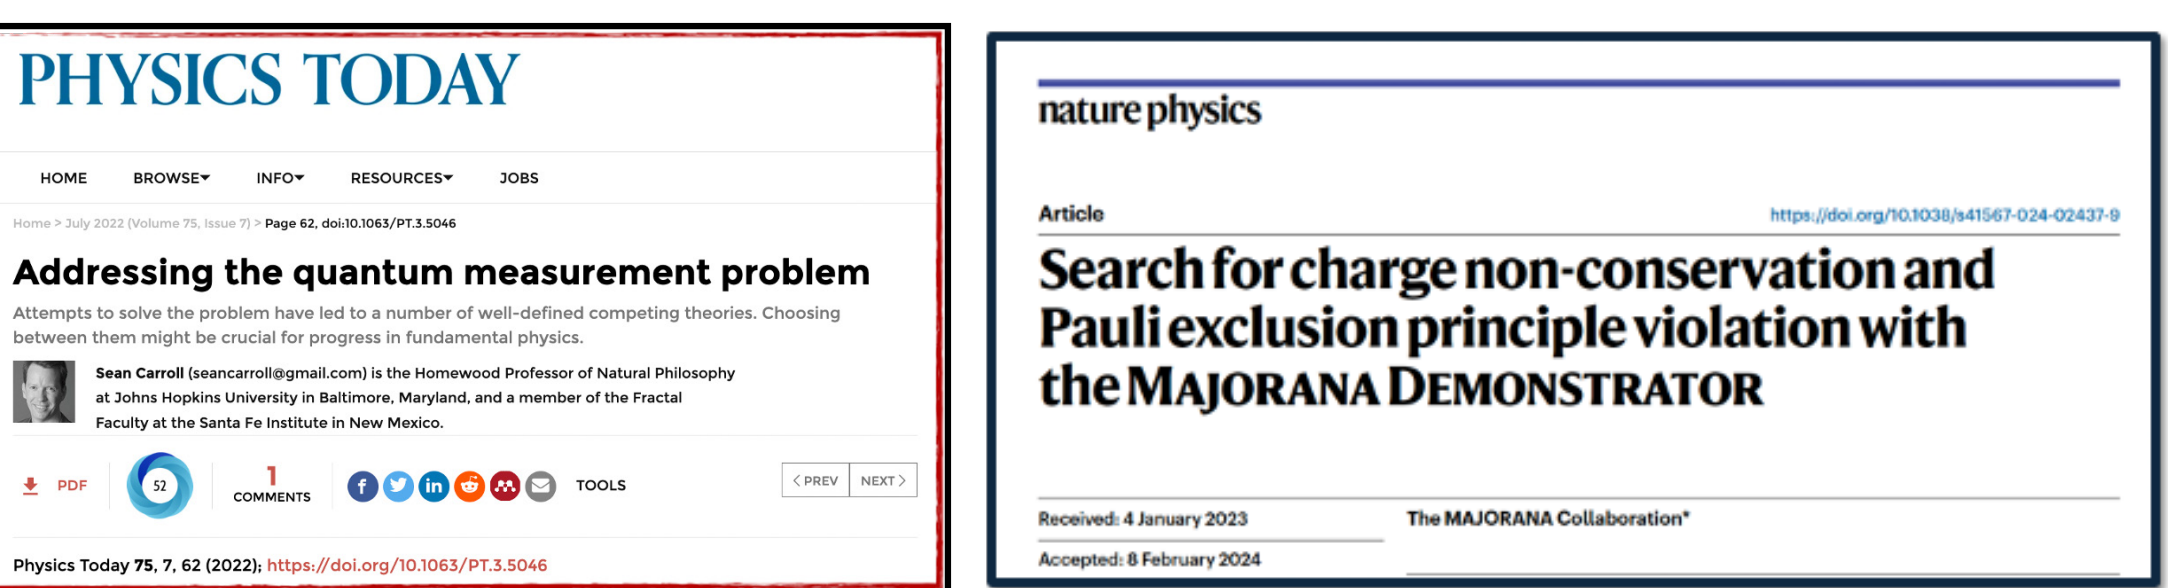 PHYSICS TODAY
HOME BROWSE INFO RESOURCES JOBS
Home > July 2022 (Volume 75, Issue 7) > Page 62, doi:10.1063/PT.3.5046
Addressing the quantum measurement problem
Attempts to solve the problem have led to a number of well-defined competing theories. Choosing
between them might be crucial for progress in fundamental physics.
Sean Carroll (seancarroll@gmail.com) is the Homewood Professor of Natural Philosophy
at Johns Hopkins University in Baltimore, Maryland, and a member of the Fractal
Faculty at the Santa Fe Institute in New Mexico.
PDF
52
1
COMMENTS
f
in
TOOLS
< PREV
NEXT >
Physics Today 75, 7, 62 (2022); https://doi.org/10.1063/PT.3.5046
nature physics
Article
https://doi.org/10.1038/s41567-024-02437-9
Search for charge non-conservation and
Pauli exclusion principle violation with
the MAJORANA DEMONSTRATOR
Received: 4 January 2023
The MAJORANA Collaboration*
Accepted: 8 February 2024